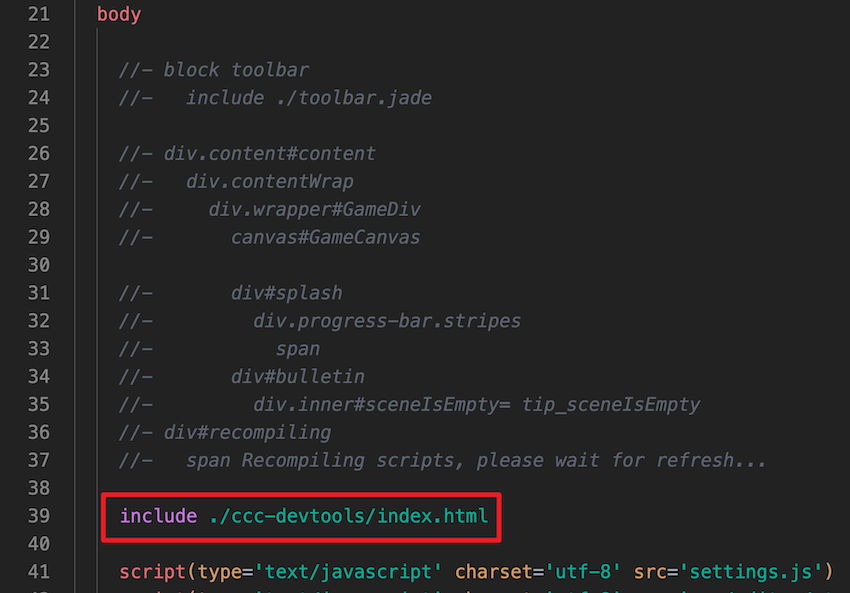 21 body
22
23 //- block toolbar
24 //-   include ./toolbar.jade
25
26 //- div.content#content
27 //-   div.contentWrap
28 //-     div.wrapper#GameDiv
29 //-       canvas#GameCanvas
30
31 //-       div#splash
32 //-         div.progress-bar.stripes
33 //-           span
34 //-       div#bulletin
35 //-         div.inner#sceneIsEmpty= tip_sceneIsEmpty
36 //- div#recompiling
37 //-   span Recompiling scripts, please wait for refresh...
38
39 include ./ccc-devtools/index.html
40
41 script(type='text/javascript' charset='utf-8' src='settings.js')